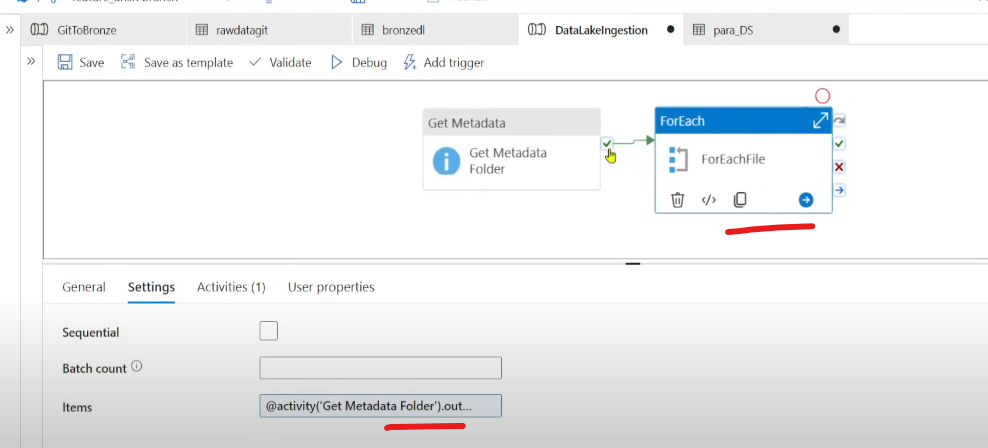 GitToBronze rawdatagit bronzedl DataLakeIngestion para_DS
Save Save as template Validate Debug Add trigger
Get Metadata
Get Metadata
Folder
ForEach
ForEachFile
General Settings Activities (1) User properties
Sequential
Batch count
Items @activity('Get Metadata Folder').out...